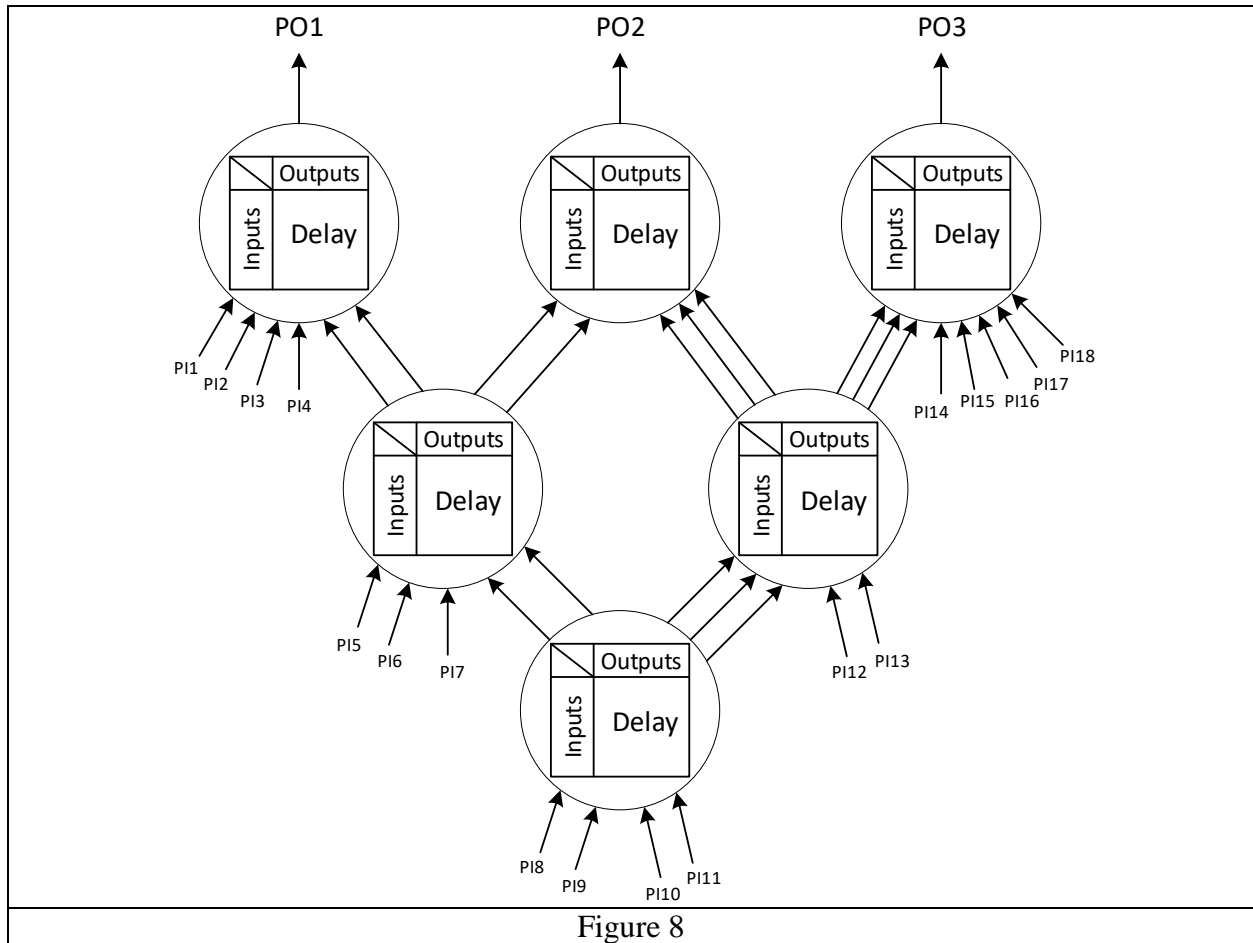 PO1 PO2 PO3
Outputs Outputs Outputs
Inputs Delay Inputs Delay Inputs Delay
PI1 PI2 PI3 PI4 PI14 PI15 PI16 PI17 PI18
Outputs Outputs
Inputs Delay Inputs Delay
PI5 PI6 PI7 PI12 PI13
Outputs
Inputs Delay
PI8 PI9 PI10 PI11
Figure 8